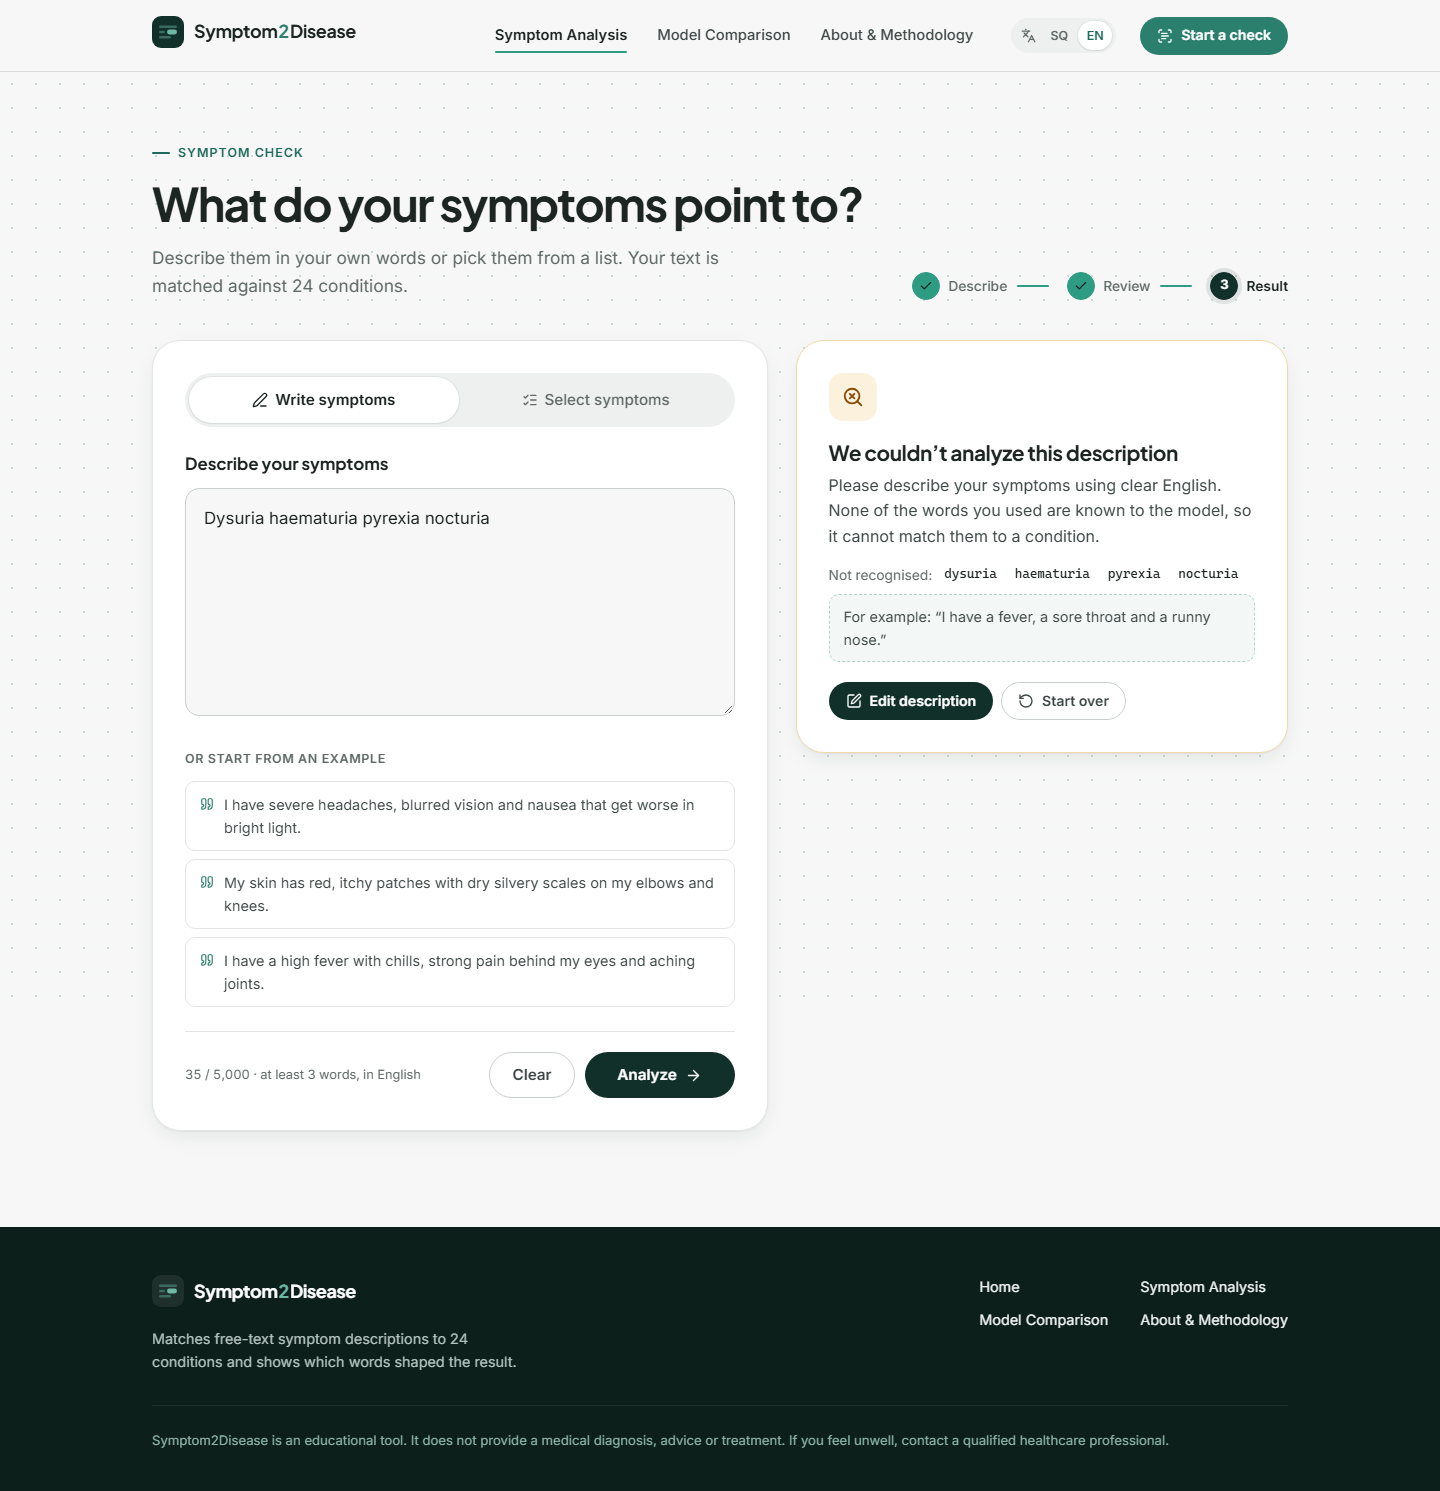 Symptom2Disease
Symptom Analysis
Model Comparison
About & Methodology
SQ
EN
Start a check
SYMPTOM CHECK
What do your symptoms point to?
Describe them in your own words or pick them from a list. Your text is
matched against 24 conditions.
Describe
Review
3
Result
Write symptoms
Select symptoms
Describe your symptoms
Dysuria haematuria pyrexia nocturia
OR START FROM AN EXAMPLE
I have severe headaches, blurred vision and nausea that get worse in
bright light.
My skin has red, itchy patches with dry silvery scales on my elbows and
knees.
I have a high fever with chills, strong pain behind my eyes and aching
joints.
35 / 5,000 · at least 3 words, in English
Clear
Analyze
We couldn’t analyze this description
Please describe your symptoms using clear English.
None of the words you used are known to the model, so
it cannot match them to a condition.
Not recognised: dysuria haematuria pyrexia nocturia
For example: “I have a fever, a sore throat and a runny
nose.”
Edit description
Start over
Symptom2Disease
Matches free-text symptom descriptions to 24
conditions and shows which words shaped the result.
Home
Symptom Analysis
Model Comparison
About & Methodology
Symptom2Disease is an educational tool. It does not provide a medical diagnosis, advice or treatment. If you feel unwell, contact a qualified healthcare professional.